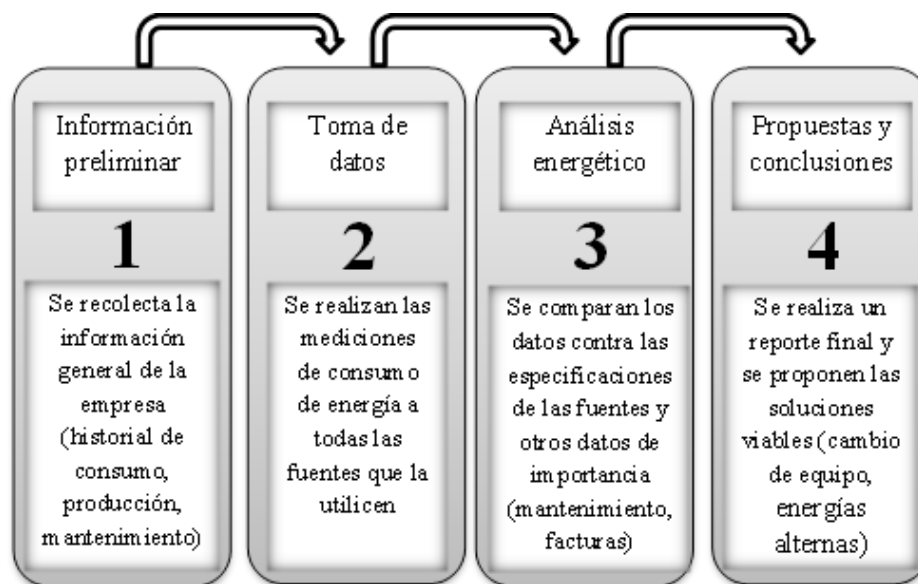 Información
preliminar
1
Se recolecta la
información
general de la
empresa
(historial de
consumo,
producción,
mantenimiento)
Toma de
datos
2
Se realizan las
mediciones
de consumo
de energía a
todas las
fuentes que la
utilicen
Análisis
energético
3
Se comparan los
datos contra las
especificaciones
de las fuentes y
otros datos de
importancia
(mantenimiento,
facturas)
Propuestas y
conclusiones
4
Se realiza un
reporte final y
se proponen las
soluciones
viables (cambio
de equipo,
energías
alternas)